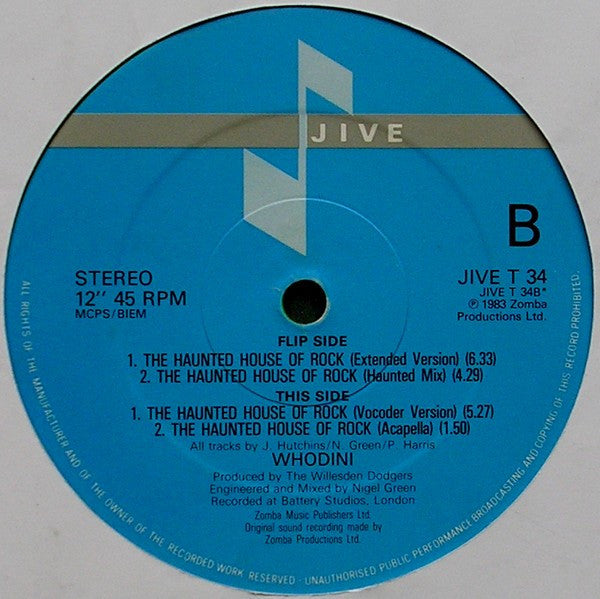 JIVE
B
STEREO
12" 45 RPM
MCPS/BIEM
JIVE T 34
JIVE T 34B*
℗ 1983 Zomba
Productions Ltd.
FLIP SIDE
1. THE HAUNTED HOUSE OF ROCK (Extended Version) (6.33)
2. THE HAUNTED HOUSE OF ROCK (Haunted Mix) (4.29)
THIS SIDE
1. THE HAUNTED HOUSE OF ROCK (Vocoder Version) (5.27)
2. THE HAUNTED HOUSE OF ROCK (Acapella) (1.50)
All tracks by J. Hutchins/N. Green/P. Harris
WHODINI
Produced by The Willesden Dodgers
Engineered and Mixed by Nigel Green
Recorded at Battery Studios, London
Zomba Music Publishers Ltd.
Original sound recording made by
Zomba Productions Ltd.
ALL RIGHTS OF THE MANUFACTURER AND OF THE OWNER OF THE RECORDED WORK RESERVED - UNAUTHORISED PUBLIC PERFORMANCE BROADCASTING AND COPYING OF THIS RECORD PROHIBITED.